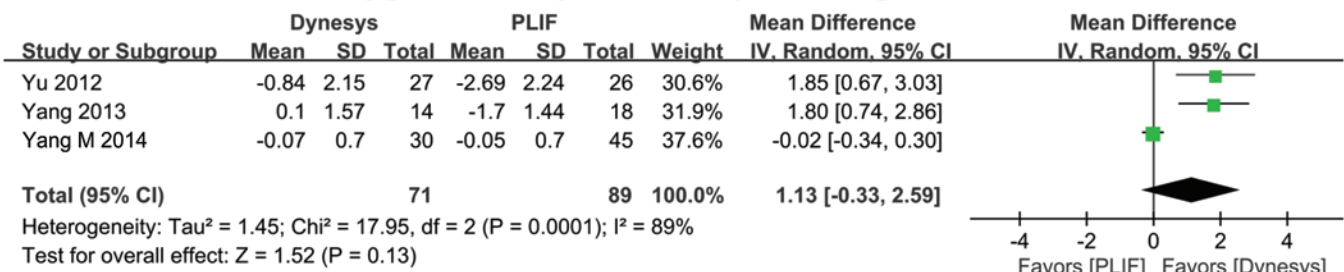 Dynesys PLIF Mean Difference Mean Difference
Study or Subgroup Mean SD Total Mean SD Total Weight IV, Random, 95% CI IV, Random, 95% CI
Yu 2012 -0.84 2.15 27 -2.69 2.24 26 30.6% 1.85 [0.67, 3.03]
Yang 2013 0.1 1.57 14 -1.7 1.44 18 31.9% 1.80 [0.74, 2.86]
Yang M 2014 -0.07 0.7 30 -0.05 0.7 45 37.6% -0.02 [-0.34, 0.30]
Total (95% CI) 71 89 100.0% 1.13 [-0.33, 2.59]
Heterogeneity: Tau² = 1.45; Chi² = 17.95, df = 2 (P = 0.0001); I² = 89%
Test for overall effect: Z = 1.52 (P = 0.13)
-4 -2 0 2 4
Favors [PLIF] Favors [Dynesys]